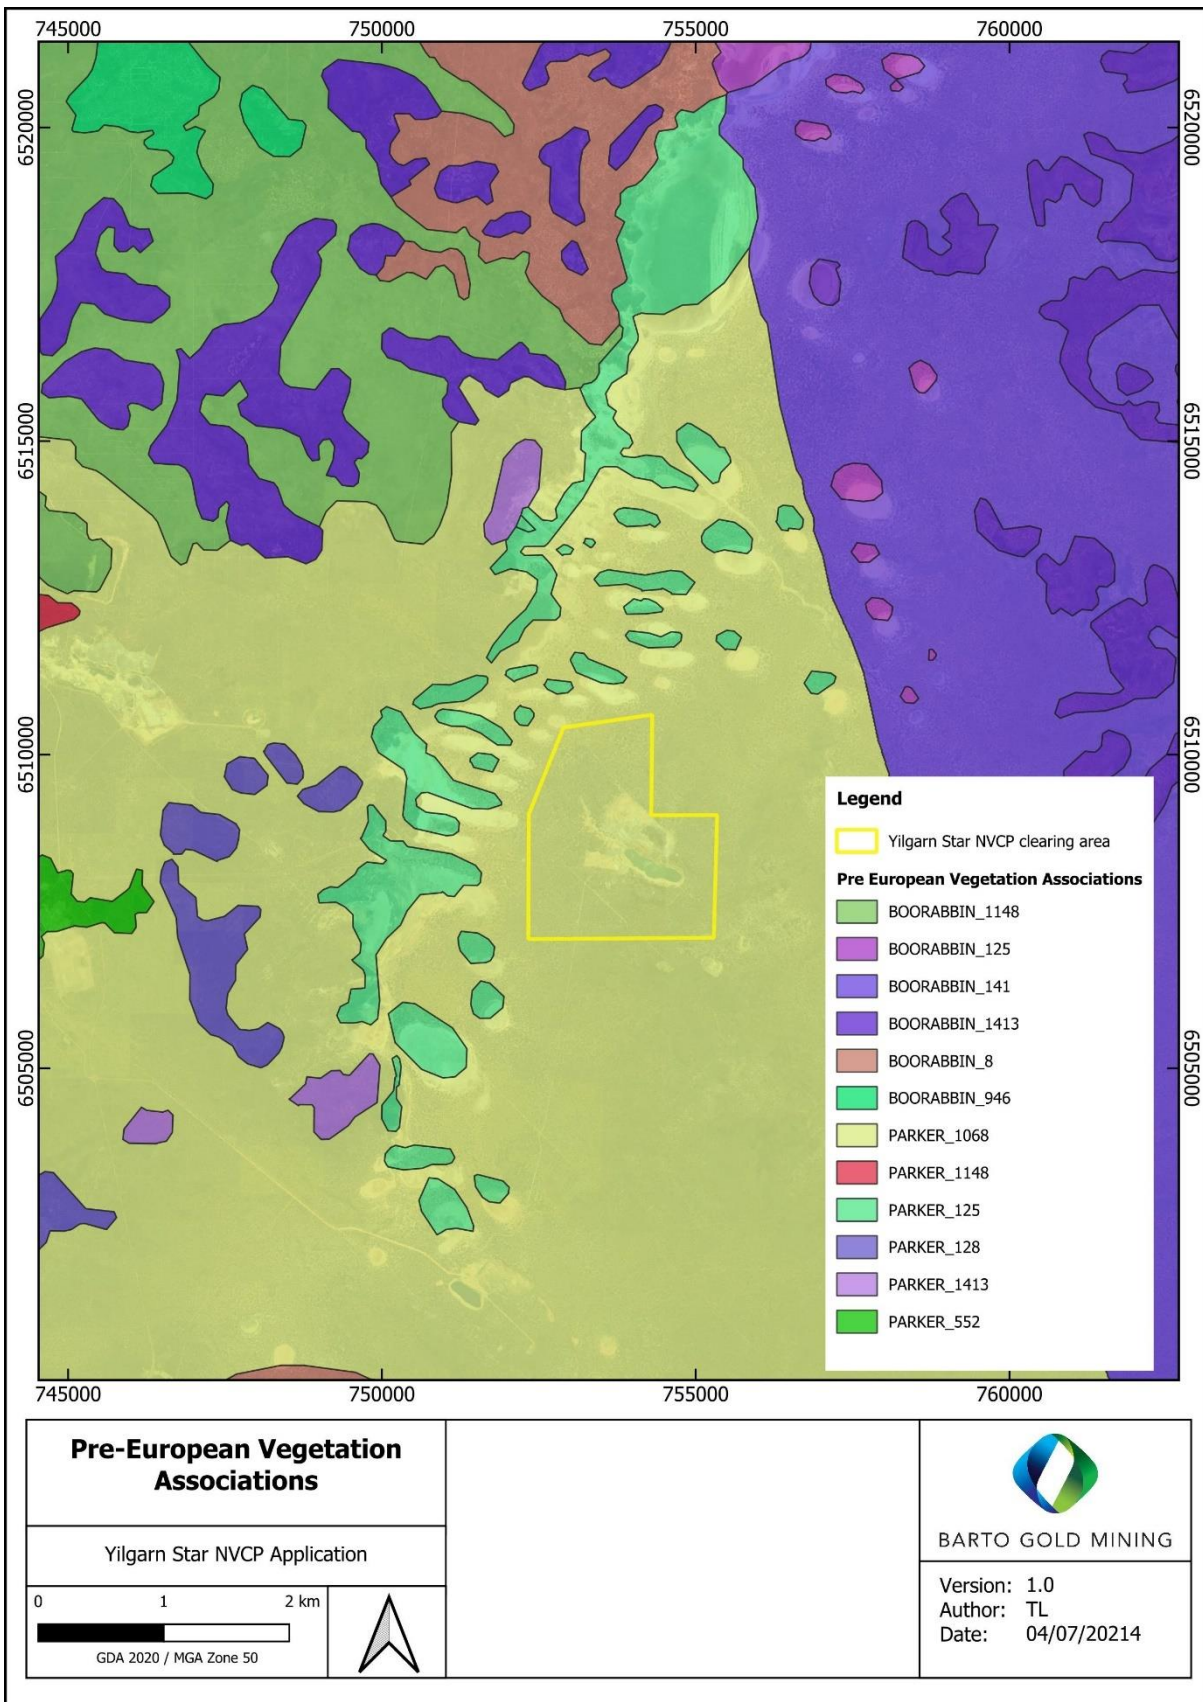 745000 750000 755000 760000
6520000 6520000
6515000 6515000
6510000 6510000
6505000 6505000
Legend
Yilgarn Star NVCP clearing area
Pre European Vegetation Associations
BOORABBIN_1148
BOORABBIN_125
BOORABBIN_141
BOORABBIN_1413
BOORABBIN_8
BOORABBIN_946
PARKER_1068
PARKER_1148
PARKER_125
PARKER_128
PARKER_1413
PARKER_552
745000 750000 755000 760000
Pre-European Vegetation
Associations
Yilgarn Star NVCP Application
0 1 2 km
GDA 2020 / MGA Zone 50
BARTO GOLD MINING
Version: 1.0
Author: TL
Date: 04/07/20214